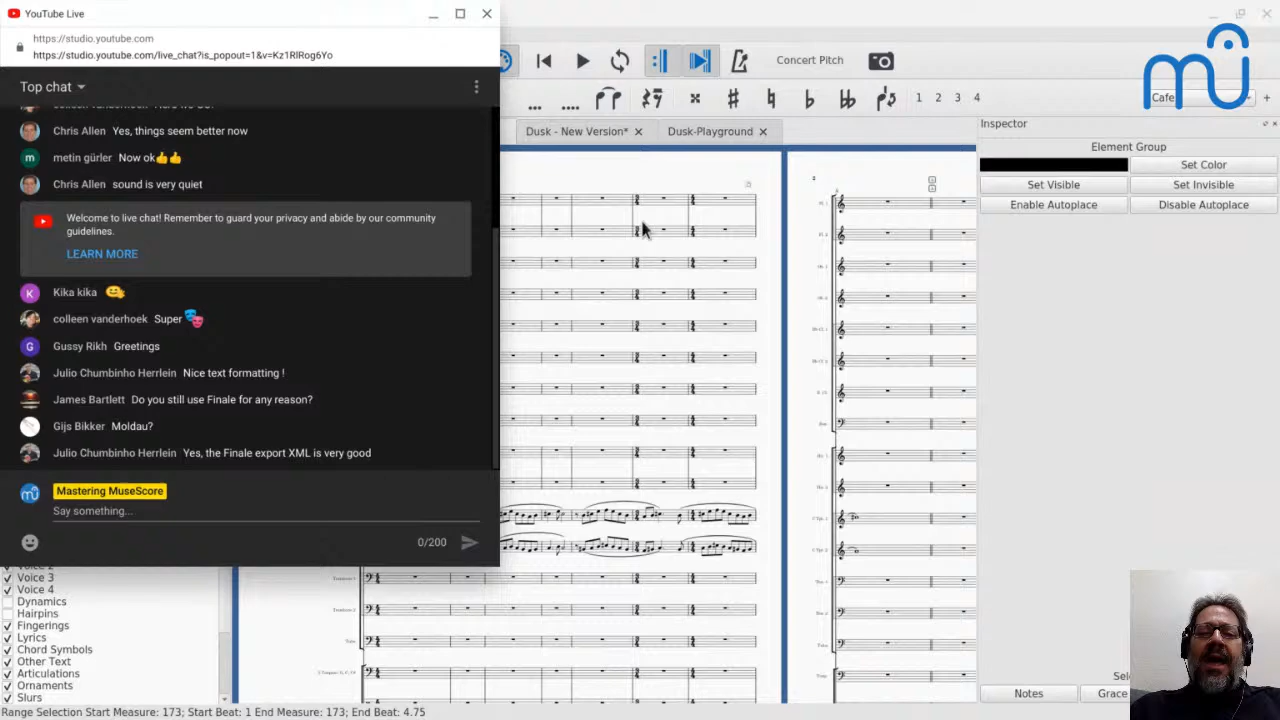 YouTube Live
https://studio.youtube.com
https://studio.youtube.com/live_chat?is_popout=1&v=Kz1RlRog6Yo
Top chat
Chris Allen Yes, things seem better now
m metin gürler Now ok👍👍
Chris Allen sound is very quiet
Welcome to live chat! Remember to guard your privacy and abide by our community
guidelines.
LEARN MORE
K Kika kika 😋
colleen vanderhoek Super 🎭
G Gussy Rikh Greetings
Julio Chumbinho Herrlein Nice text formatting !
James Bartlett Do you still use Finale for any reason?
Gijs Bikker Moldau?
Julio Chumbinho Herrlein Yes, the Finale export XML is very good
Mastering MuseScore
Say something...
0/200
Concert Pitch
1 2 3 4
Cafe
Dusk - New Version*
Dusk-Playground
Inspector
Element Group
Set Color
Set Visible
Set Invisible
Enable Autoplace
Disable Autoplace
Voice 3
Voice 4
Dynamics
Hairpins
Fingerings
Lyrics
Chord Symbols
Other Text
Articulations
Ornaments
Slurs
Notes
Grace
Range Selection Start Measure: 173; Start Beat: 1 End Measure: 173; End Beat: 4.75